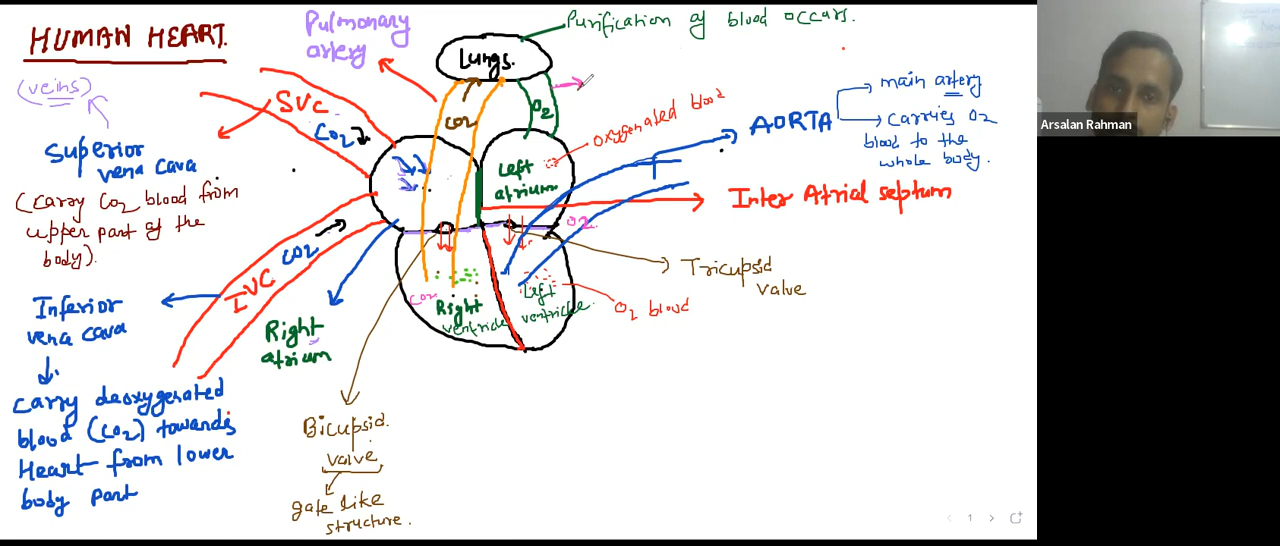 HUMAN HEART.
(veins)
Superior
vena cava
(carry CO2 blood from
upper part of the
body).
SVC
CO2
IVC
CO2
Inferior
vena cava
Carry deoxygenated
blood (CO2) towards
Heart from lower
body part
Right
atrium
Pulmonary
artery
Lungs.
Purification of blood occurs.
CO2
O2
Left
atrium
oxygenated blood
AORTA
main artery
Carries O2
blood to the
whole body.
Inter Atrial septum
O2
Tricupsid
valve
CO2
Right
ventricle
Left
ventricle
O2 blood
Bicupsid.
valve
gate like
structure.
Arsalan Rahman
1